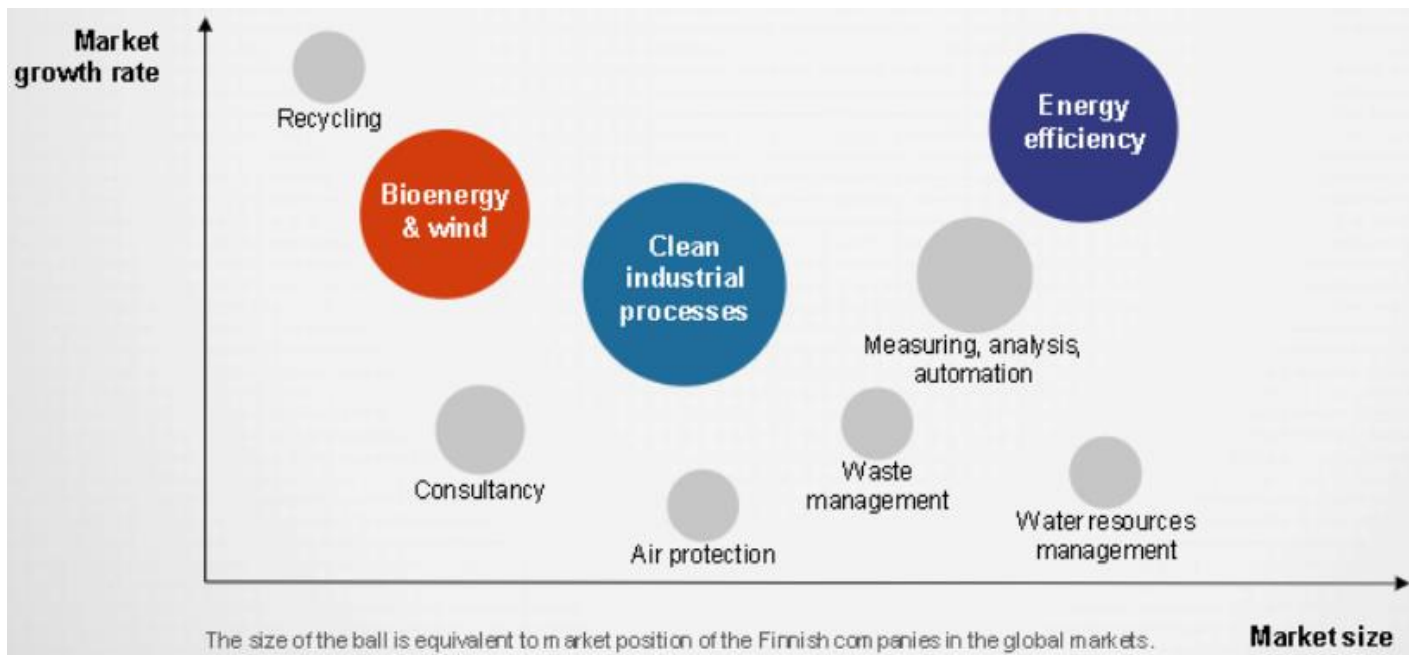 Market
growth rate
Recycling
Energy
efficiency
Bioenergy
& wind
Clean
industrial
processes
Measuring, analysis,
automation
Consultancy
Waste
management
Air protection
Water resources
management
The size of the ball is equivalent to market position of the Finnish companies in the global markets.
Market size